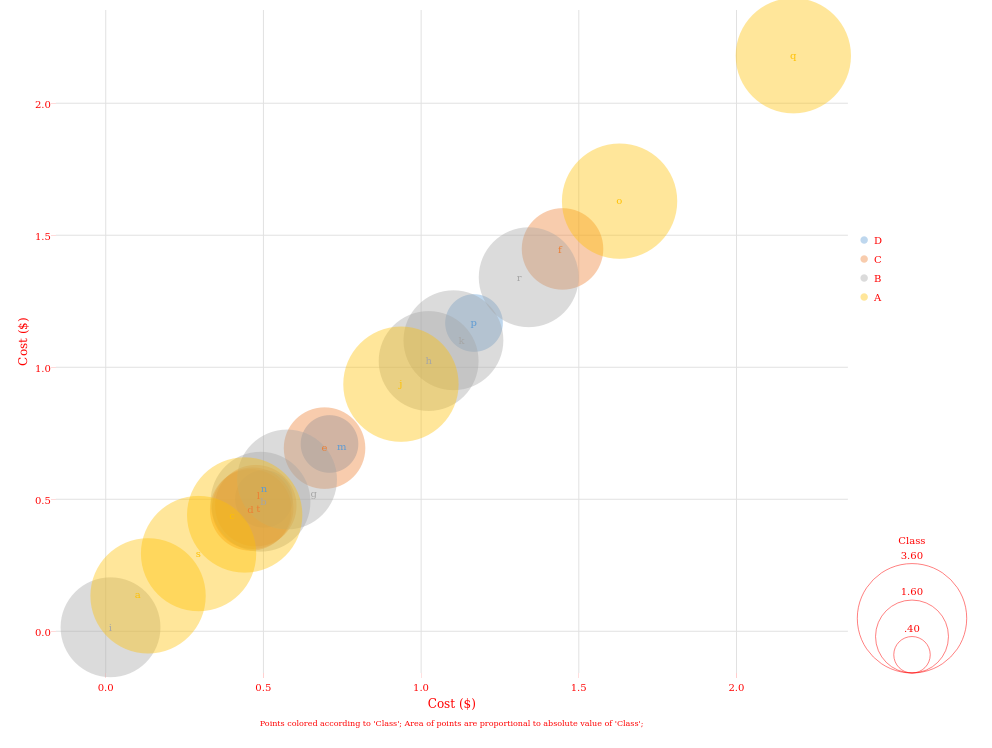 q
2.0
o
1.5
D
f
C
r
B
A
p
Cost ($)
h
1.0
j
e
m
n
g
0.5
l
d
t
s
Class
3.60
1.60
.40
i
0.0
0.0
0.5
1.0
1.5
2.0
Cost ($)
Points colored according to 'Class'; Area of points are proportional to absolute value of 'Class';